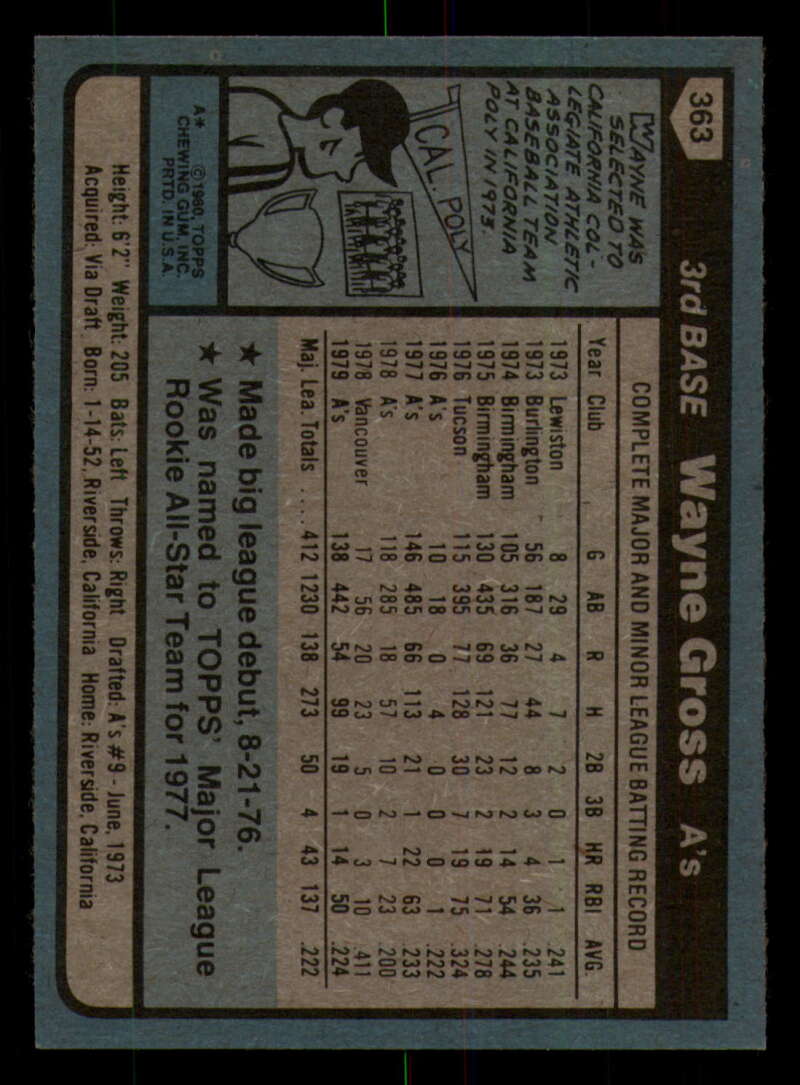 363
3rd BASE Wayne Gross A's
WAYNE WAS
SELECTED TO
CALIFORNIA COL-
LEGIATE ATHLETIC
ASSOCIATION
BASEBALL TEAM
AT CALIFORNIA
POLY IN 1973.
CAL. POLY
A* ©1980, TOPPS
CHEWING GUM, INC.
PRTD. IN U.S.A.
COMPLETE MAJOR AND MINOR LEAGUE BATTING RECORD
Year Club G AB R H 2B 3B HR RBI AVG.
1973 Lewiston 8 29 4 7 2 0 1 1 .241
1973 Burlington 56 187 27 44 8 3 4 36 .235
1974 Birmingham 105 316 36 77 12 2 14 54 .244
1975 Birmingham 130 435 69 121 23 2 19 71 .278
1976 Tucson 115 395 77 128 30 7 19 75 .324
1976 A's 10 18 0 4 0 0 0 1 .222
1977 A's 146 485 66 113 21 1 22 63 .233
1978 A's 118 285 18 57 10 2 7 23 .200
1978 Vancouver 17 56 20 23 5 0 3 10 .411
1979 A's 138 442 54 99 19 1 14 50 .224
Maj. Lea. Totals .... 412 1230 138 273 50 4 43 137 .222
★ Made big league debut, 8-21-76.
★ Was named to TOPPS' Major League
Rookie All-Star Team for 1977.
Height: 6'2" Weight: 205 Bats: Left Throws: Right Drafted: A's #9 - June, 1973
Acquired: Via Draft Born: 1-14-52, Riverside, California Home: Riverside, California